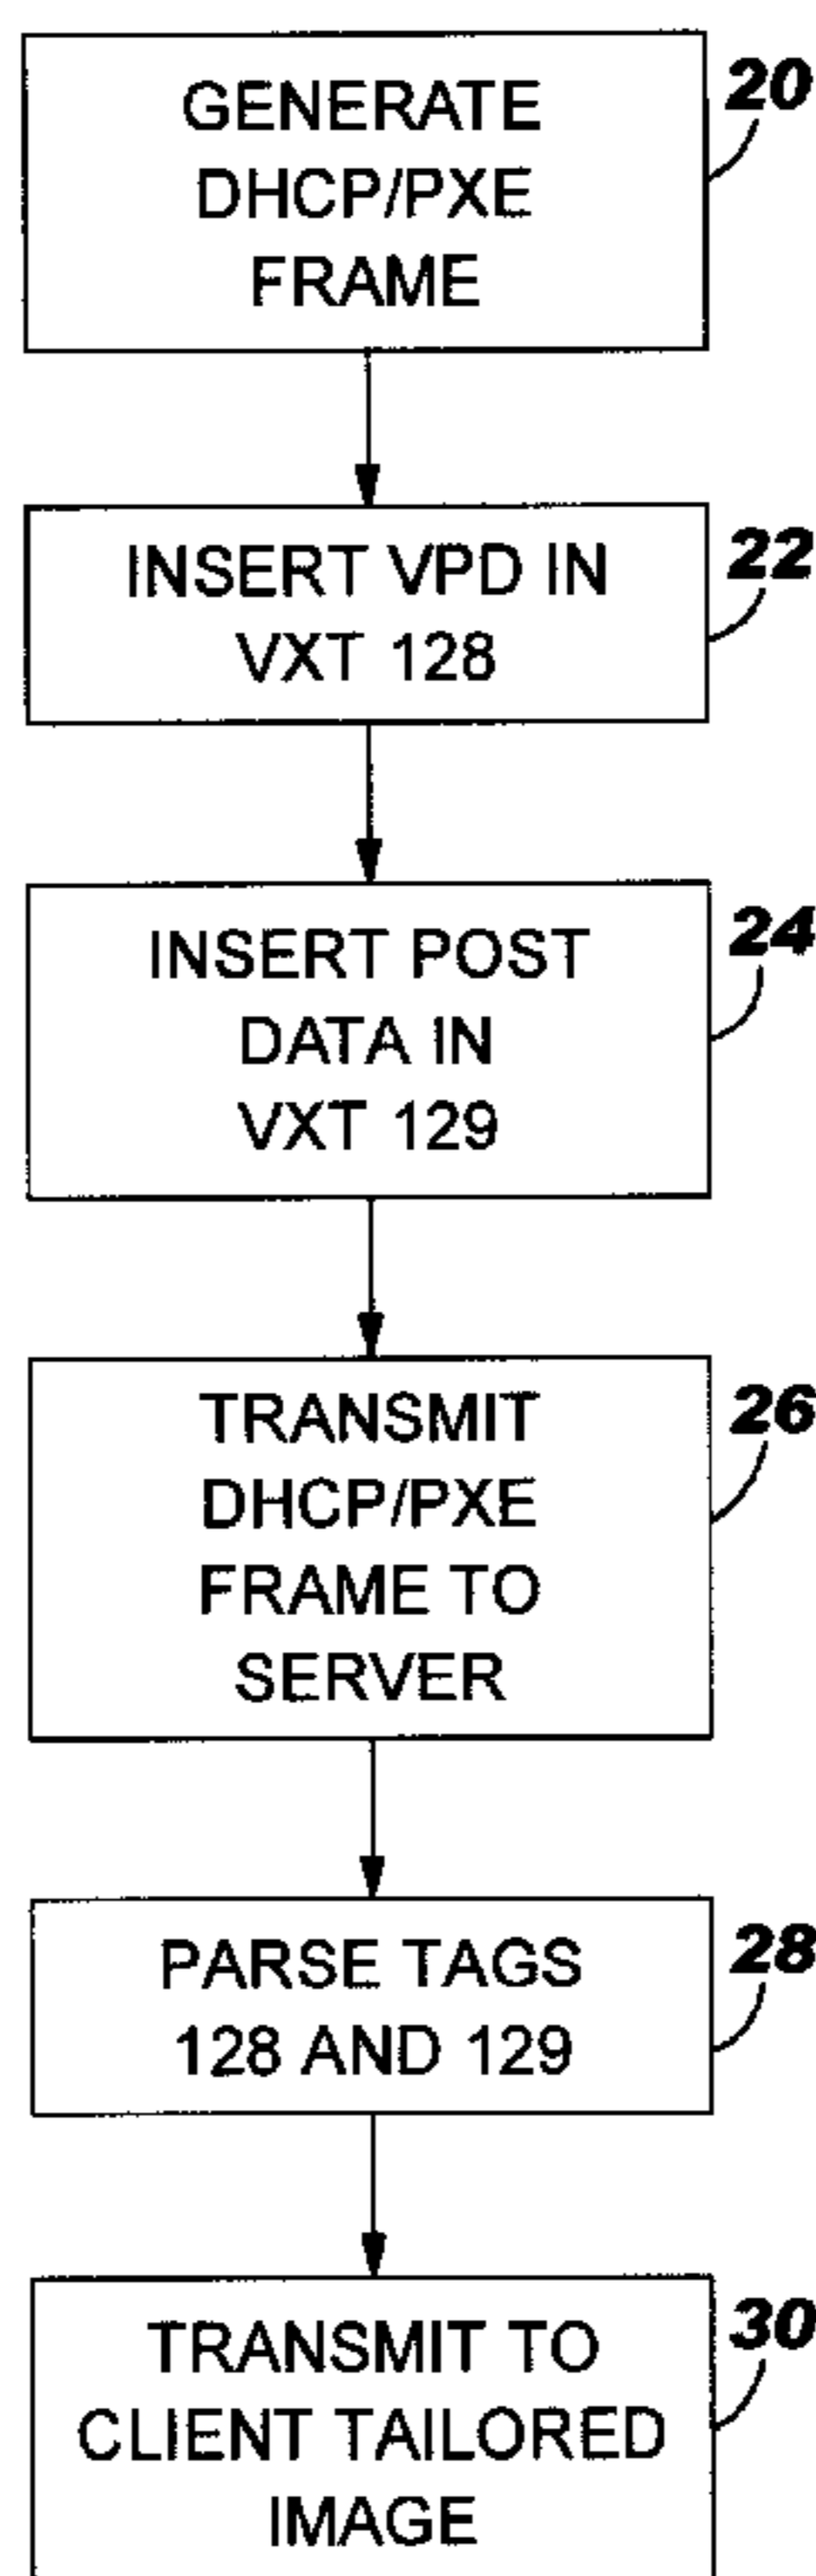 GENERATE
DHCP/PXE
FRAME
20
INSERT VPD IN
VXT 128
22
INSERT POST
DATA IN
VXT 129
24
TRANSMIT
DHCP/PXE
FRAME TO
SERVER
26
PARSE TAGS
128 AND 129
28
TRANSMIT TO
CLIENT TAILORED
IMAGE
30